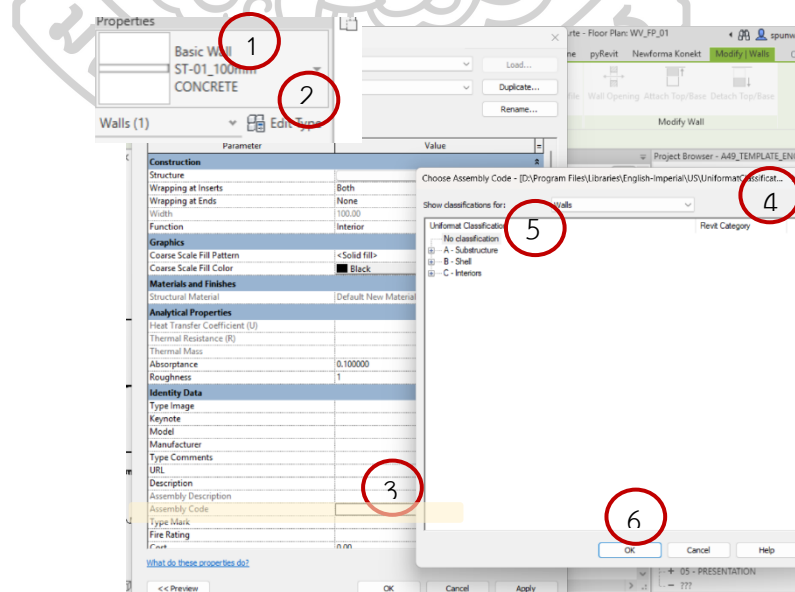 Properties
Basic Wall
ST-01_100mm
CONCRETE
1
2
Walls (1)
Edit Type
Load...
Duplicate...
Rename...
.rte - Floor Plan: WV_FP_01
spunw
pyRevit Newforma Konekt Modify | Walls
Wall Opening Attach Top/Base Detach Top/Base
Modify Wall
Project Browser - A49_TEMPLATE_EN
Parameter Value =
Construction
Structure
Wrapping at Inserts Both
Wrapping at Ends None
Width 100.00
Function Interior
Graphics
Coarse Scale Fill Pattern <Solid fill>
Coarse Scale Fill Color Black
Materials and Finishes
Structural Material Default New Material
Analytical Properties
Heat Transfer Coefficient (U)
Thermal Resistance (R)
Thermal Mass
Absorptance 0.100000
Roughness 1
Identity Data
Type Image
Keynote
Model
Manufacturer
Type Comments
URL
Description
Assembly Description
Assembly Code
3
Type Mark
Fire Rating
Cost 0.00
What do these properties do?
<< Preview OK Cancel Apply
Choose Assembly Code - [D:\Program Files\Libraries\English-Imperial\US\UniformatClassificat...
4
Show classifications for: Walls
5
Uniformat Classification Revit Category
No classification
A - Substructure
B - Shell
C - Interiors
6
OK Cancel Help
05 - PRESENTATION
???